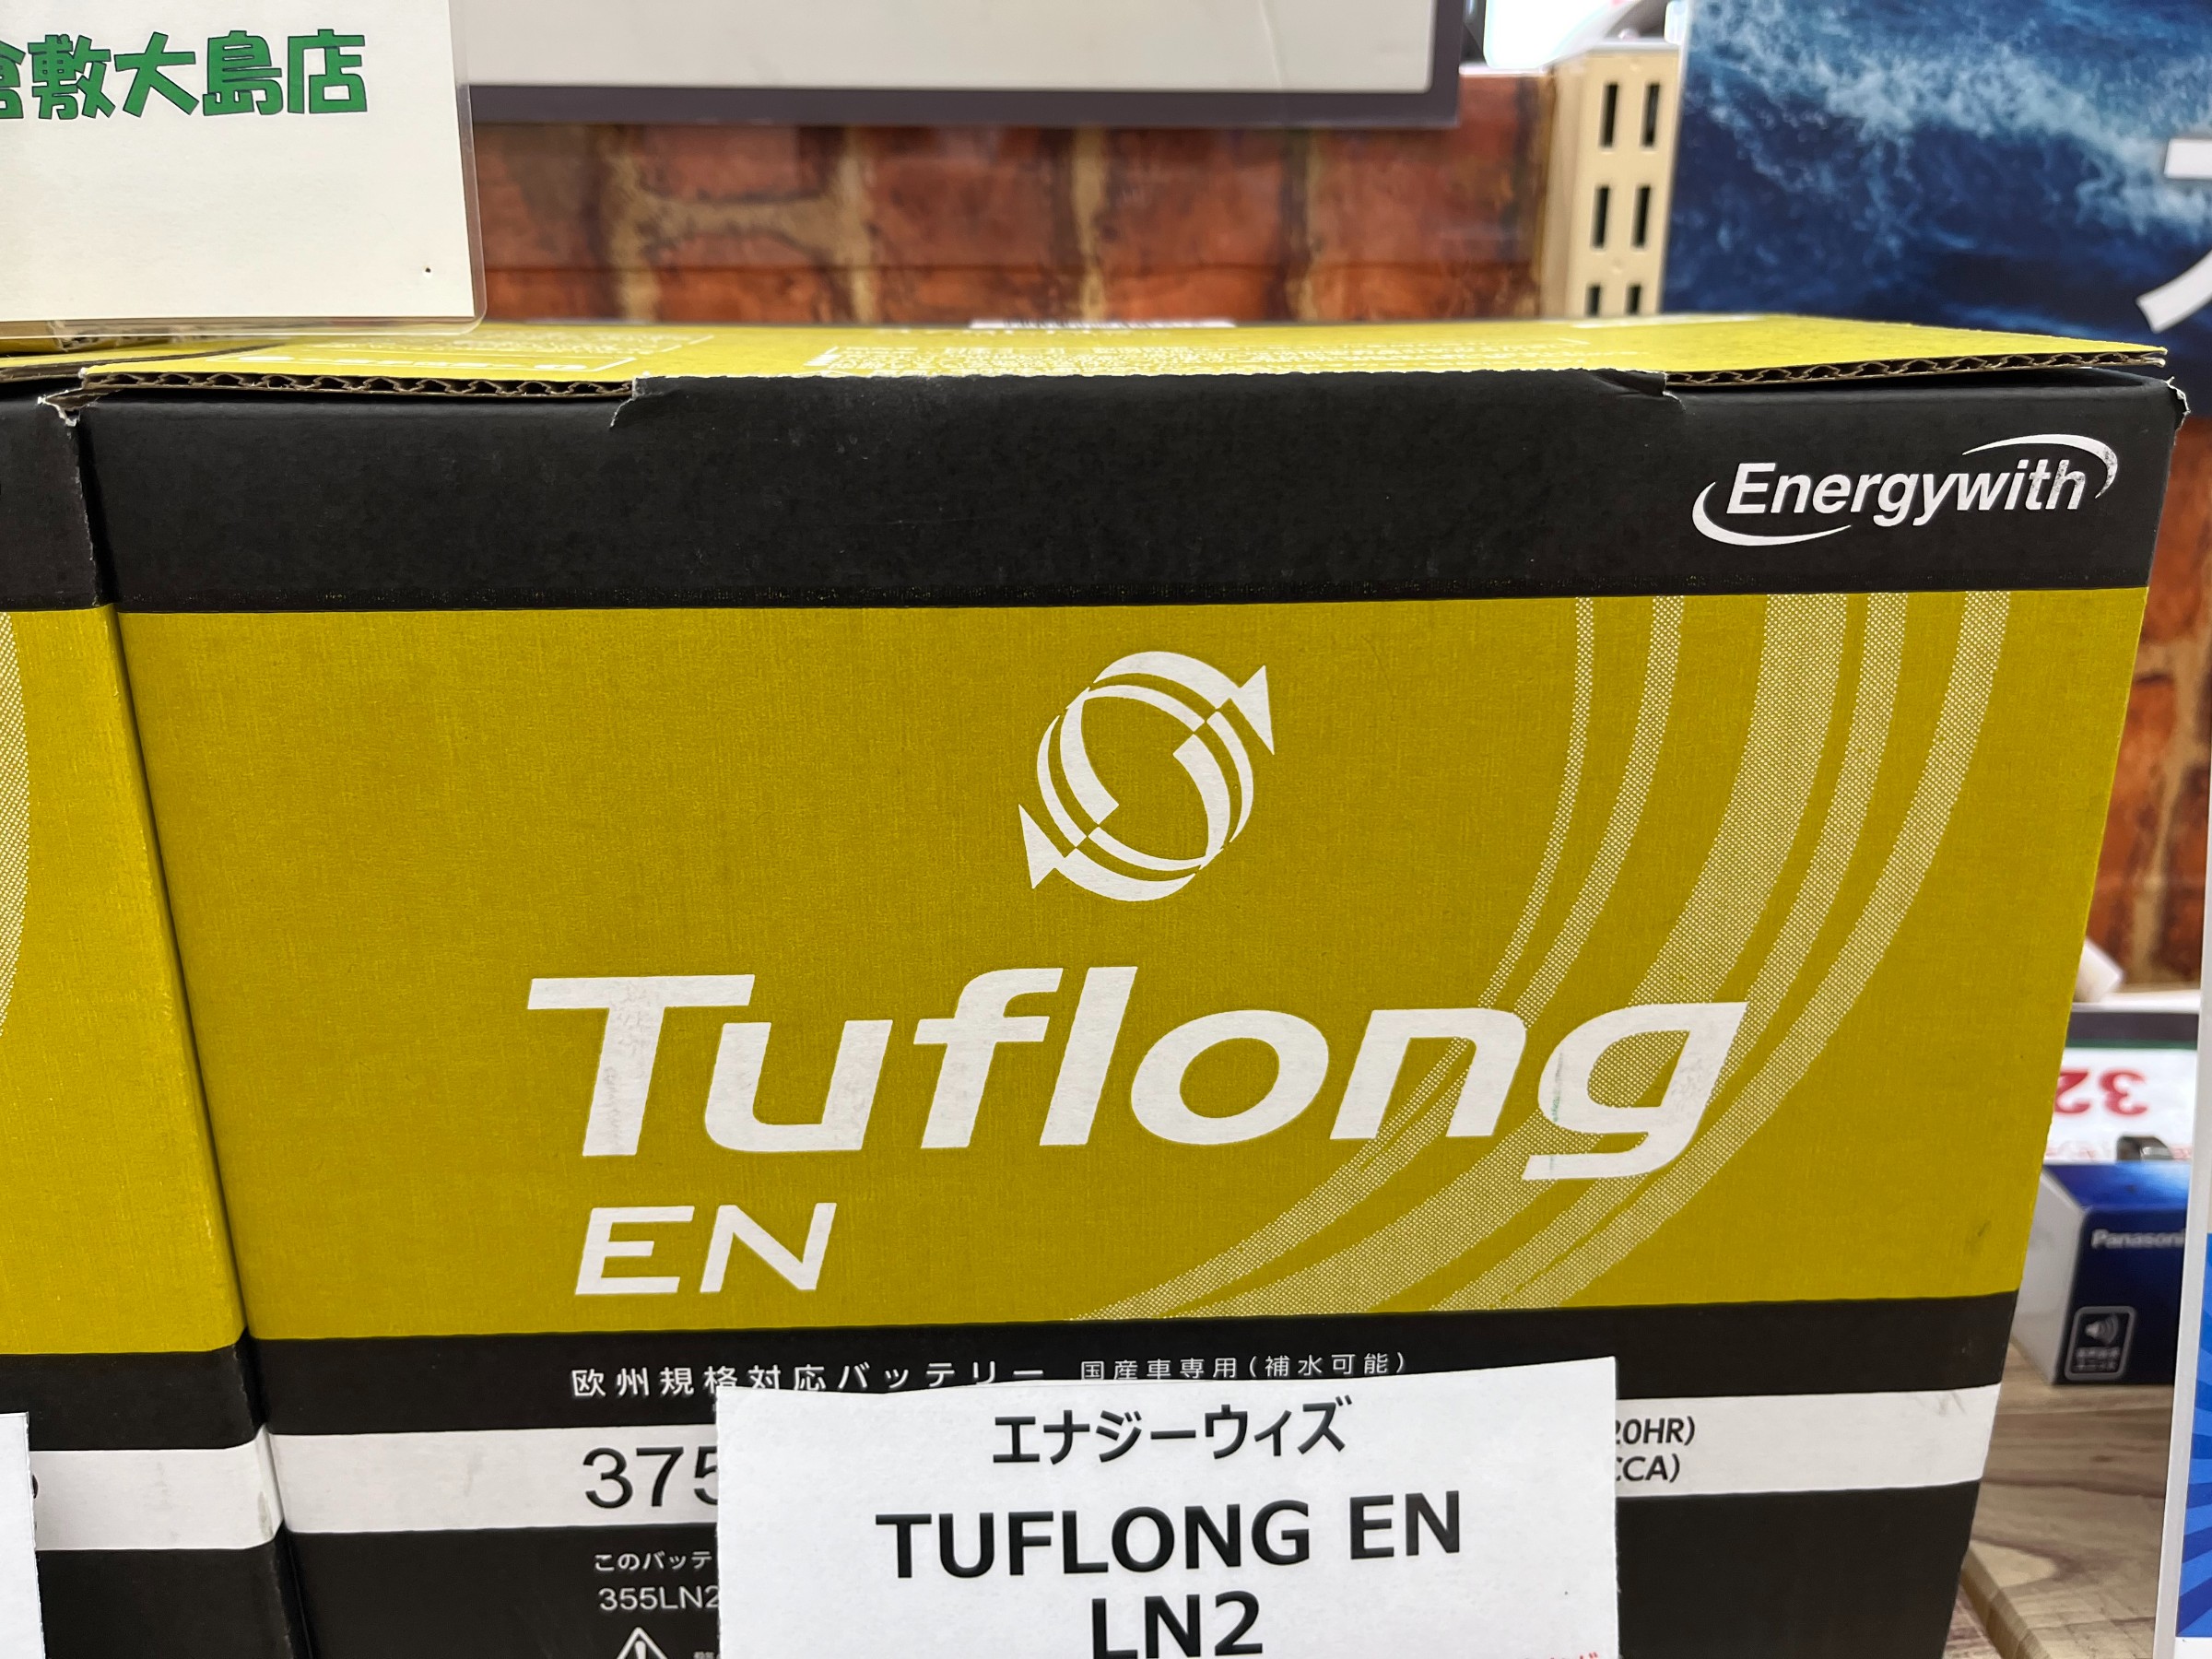 倉敷大島店
Energywith
Tuflong
EN
欧州規格対応バッテリー 国産車専用(補水可能)
エナジーウィズ
TUFLONG EN
LN2
375
20HR)
CCA)
このバッテ
355LN2
Panasoni
32